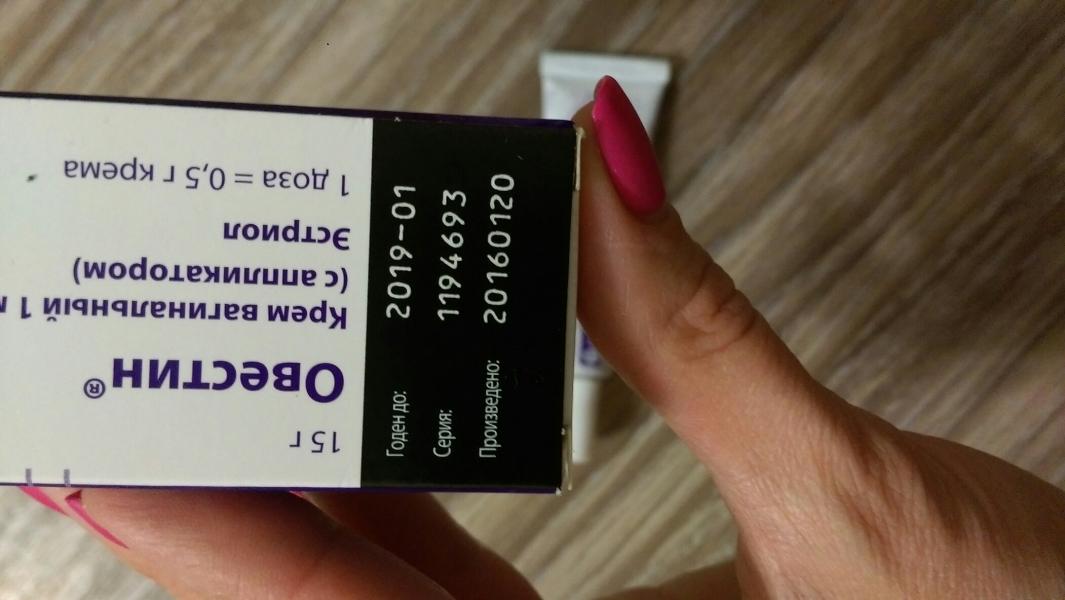 15 г
Овестин®
Крем вагинальный 1
(с аппликатором)
Эстриол
1 доза = 0,5 г крема
Годен до: 2019-01
Серия: 1194693
Произведено: 20160120